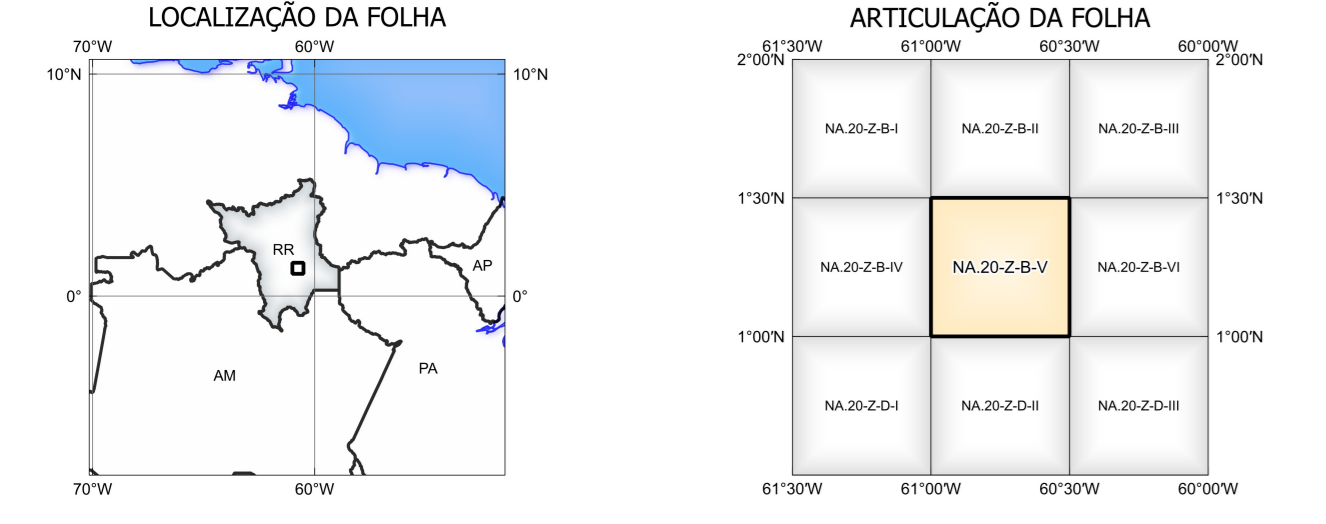 LOCALIZAÇÃO DA FOLHA
70°W 60°W
10°N 10°N
RR
AP
0° 0°
AM
PA
70°W 60°W
ARTICULAÇÃO DA FOLHA
61°30'W 61°00'W 60°30'W 60°00'W
2°00'N 2°00'N
NA.20-Z-B-I NA.20-Z-B-II NA.20-Z-B-III
1°30'N 1°30'N
NA.20-Z-B-IV NA.20-Z-B-V NA.20-Z-B-VI
1°00'N 1°00'N
NA.20-Z-D-I NA.20-Z-D-II NA.20-Z-D-III
61°30'W 61°00'W 60°30'W 60°00'W